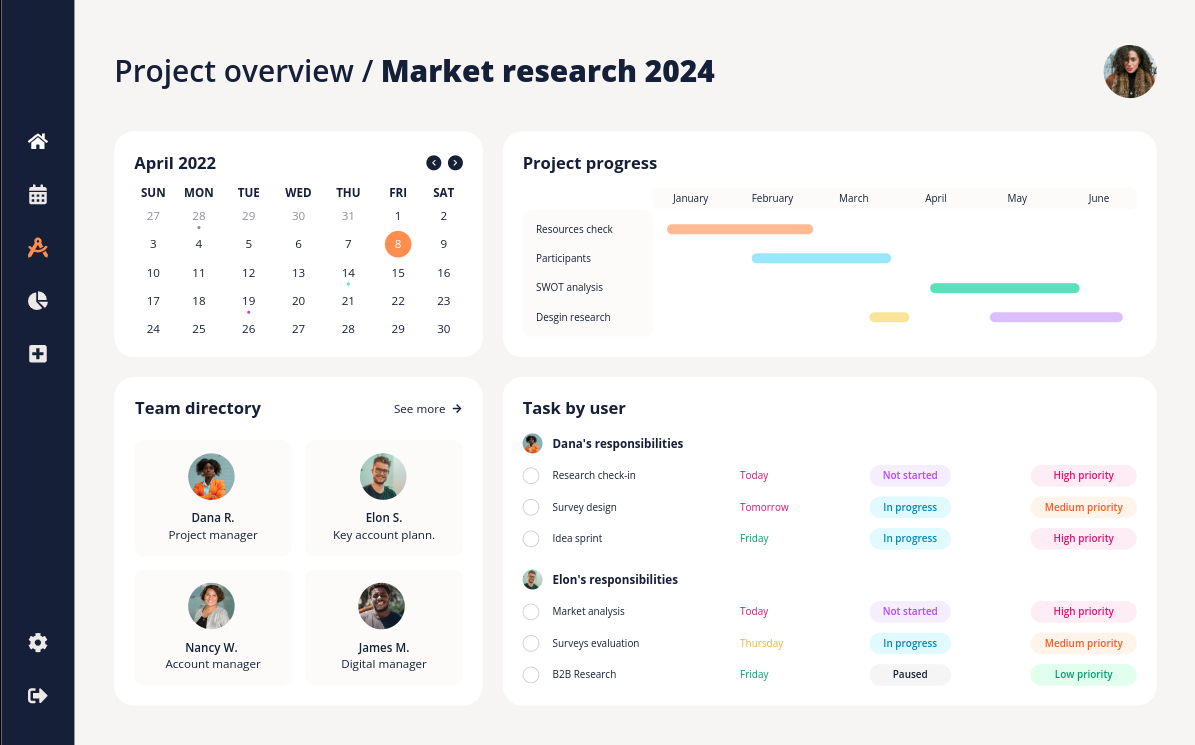 Project overview / Market research 2024
April 2022
SUN MON TUE WED THU FRI SAT
27 28 29 30 31 1 2
3 4 5 6 7 8 9
10 11 12 13 14 15 16
17 18 19 20 21 22 23
24 25 26 27 28 29 30
Project progress
January February March April May June
Resources check
Participants
SWOT analysis
Desgin research
Team directory See more
Dana R.
Project manager
Elon S.
Key account plann.
Nancy W.
Account manager
James M.
Digital manager
Task by user
Dana's responsibilities
Research check-in Today Not started High priority
Survey design Tomorrow In progress Medium priority
Idea sprint Friday In progress High priority
Elon's responsibilities
Market analysis Today Not started High priority
Surveys evaluation Thursday In progress Medium priority
B2B Research Friday Paused Low priority